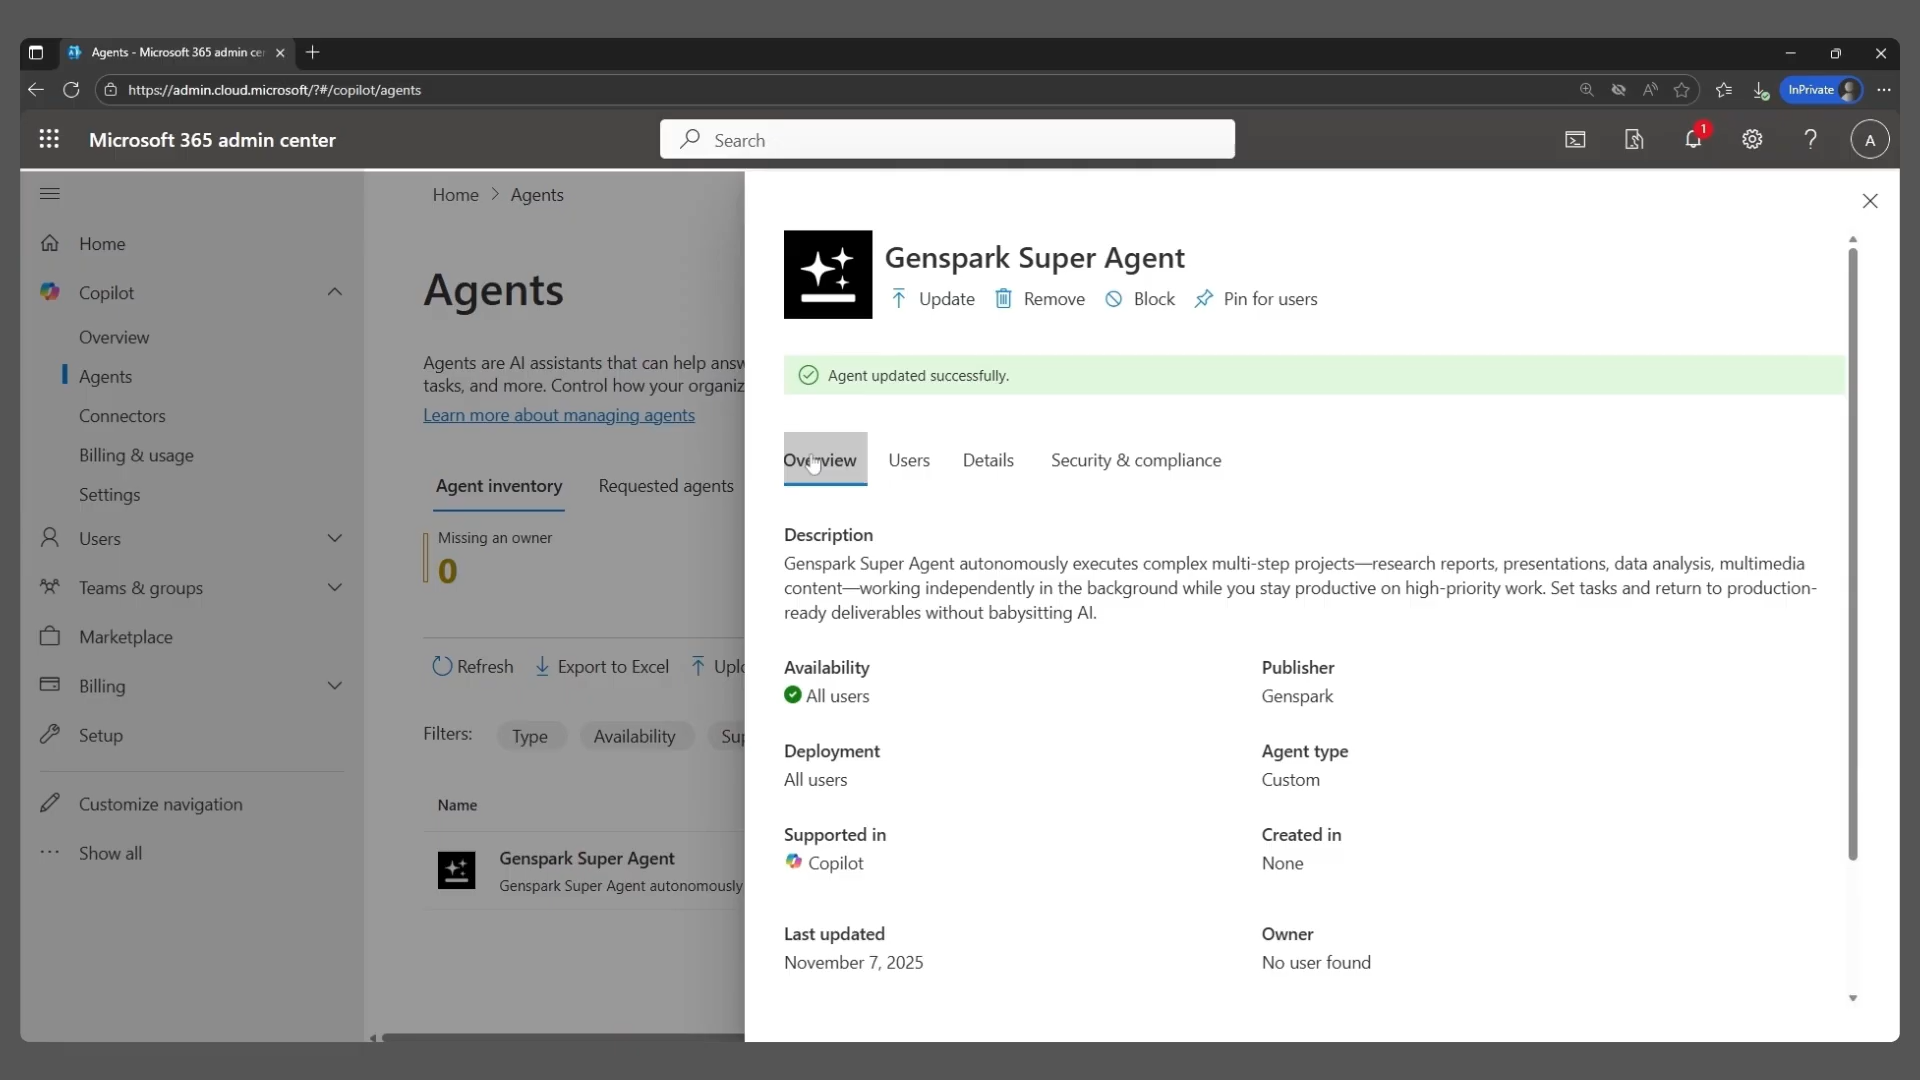 Agents - Microsoft 365 admin ce
https://admin.cloud.microsoft/?#/copilot/agents
InPrivate
Microsoft 365 admin center
Search
1
A
Home
Copilot
Overview
Agents
Connectors
Billing & usage
Settings
Users
Teams & groups
Marketplace
Billing
Setup
Customize navigation
Show all
Home > Agents
Agents
Agents are AI assistants that can help answ
tasks, and more. Control how your organiz
Learn more about managing agents
Agent inventory Requested agents
Missing an owner
0
Refresh Export to Excel Uplo
Filters: Type Availability Sup
Name
Genspark Super Agent
Genspark Super Agent autonomously
Genspark Super Agent
Update Remove Block Pin for users
Agent updated successfully.
Overview Users Details Security & compliance
Description
Genspark Super Agent autonomously executes complex multi-step projects—research reports, presentations, data analysis, multimedia
content—working independently in the background while you stay productive on high-priority work. Set tasks and return to production-
ready deliverables without babysitting AI.
Availability Publisher
All users Genspark
Deployment Agent type
All users Custom
Supported in Created in
Copilot None
Last updated Owner
November 7, 2025 No user found